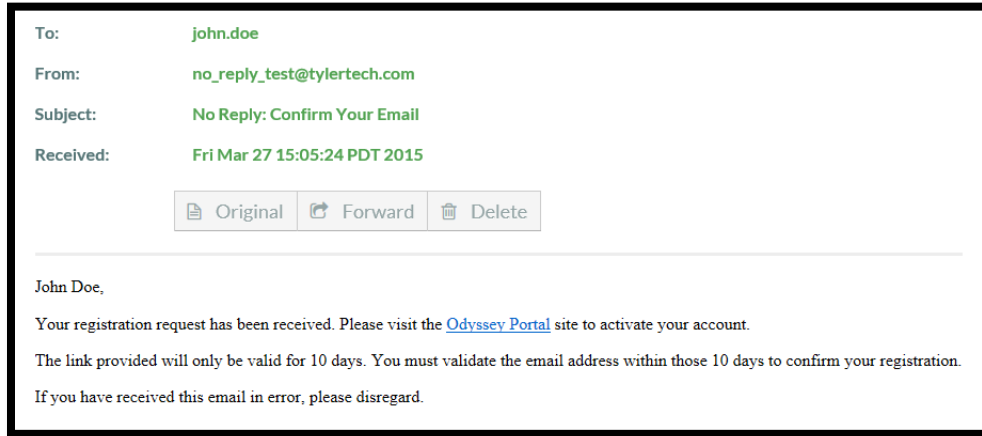 To: john.doe
From: no_reply_test@tylertech.com
Subject: No Reply: Confirm Your Email
Received: Fri Mar 27 15:05:24 PDT 2015
Original Forward Delete
John Doe,
Your registration request has been received. Please visit the Odyssey Portal site to activate your account.
The link provided will only be valid for 10 days. You must validate the email address within those 10 days to confirm your registration.
If you have received this email in error, please disregard.